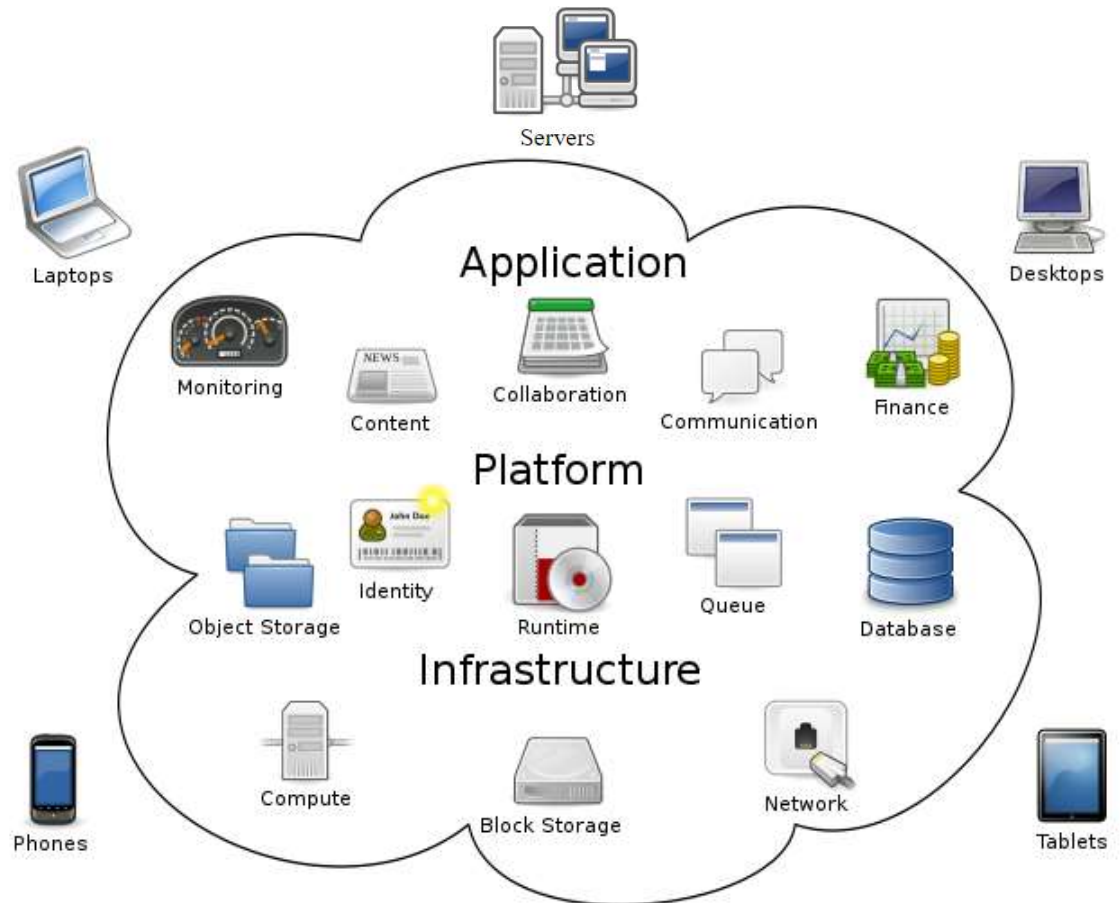 Servers
Laptops
Desktops
Application
Monitoring
NEWS
Content
Collaboration
Communication
Finance
Platform
Object Storage
John Doe
Identity
Runtime
Queue
Database
Infrastructure
Compute
Block Storage
Network
Phones
Tablets